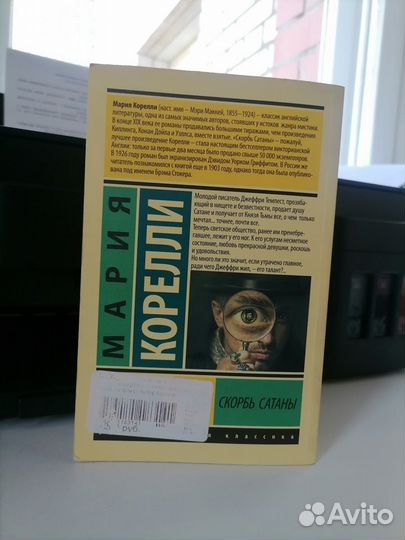 Мария Корелли (наст. имя – Мэри Маккей, 1855–1924) – классик английской
литературы, одна из самых значимых авторов, стоявших у истоков жанра мистики.
В конце XIX века ее романы продавались большими тиражами, чем произведения
Киплинга, Конан Дойла и Уэллса, вместе взятые. «Скорбь Сатаны» – пожалуй,
лучшее произведение Корелли – стала настоящим бестселлером викторианской
Англии: только за первые два месяца было продано свыше 50 000 экземпляров.
В 1926 году роман был экранизирован Дэвидом Уорком Гриффитом. В России же
читатель познакомился с книгой еще в 1903 году, однако тогда она была опублико-
вана под именем Брэма Стокера.
Молодой писатель Джеффри Темпест, прозяба-
ющий в нищете и безвестности, продает душу
Сатане и получает от Князя Тьмы все, о чем только
мечтал... точнее, почти все.
Теперь светское общество, ранее им пренебре-
гавшее, лежит у его ног. К его услугам несметное
состояние, любовь прекрасной девушки, роскошь
и удовольствия.
Но много ли это значит, если утрачено главное,
ради чего Джеффри жил, – его талант?..
МАРИЯ
КОРЕЛЛИ
СКОРБЬ САТАНЫ
руб.
КЛАССИКА
Avito